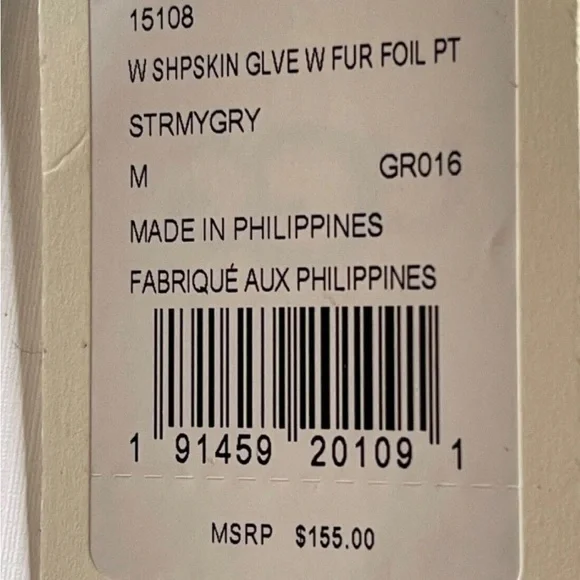 15108
W SHPSKIN GLVE W FUR FOIL PT
STRMYGRY
M GR016
MADE IN PHILIPPINES
FABRIQUÉ AUX PHILIPPINES
1 91459 20109 1
MSRP $155.00